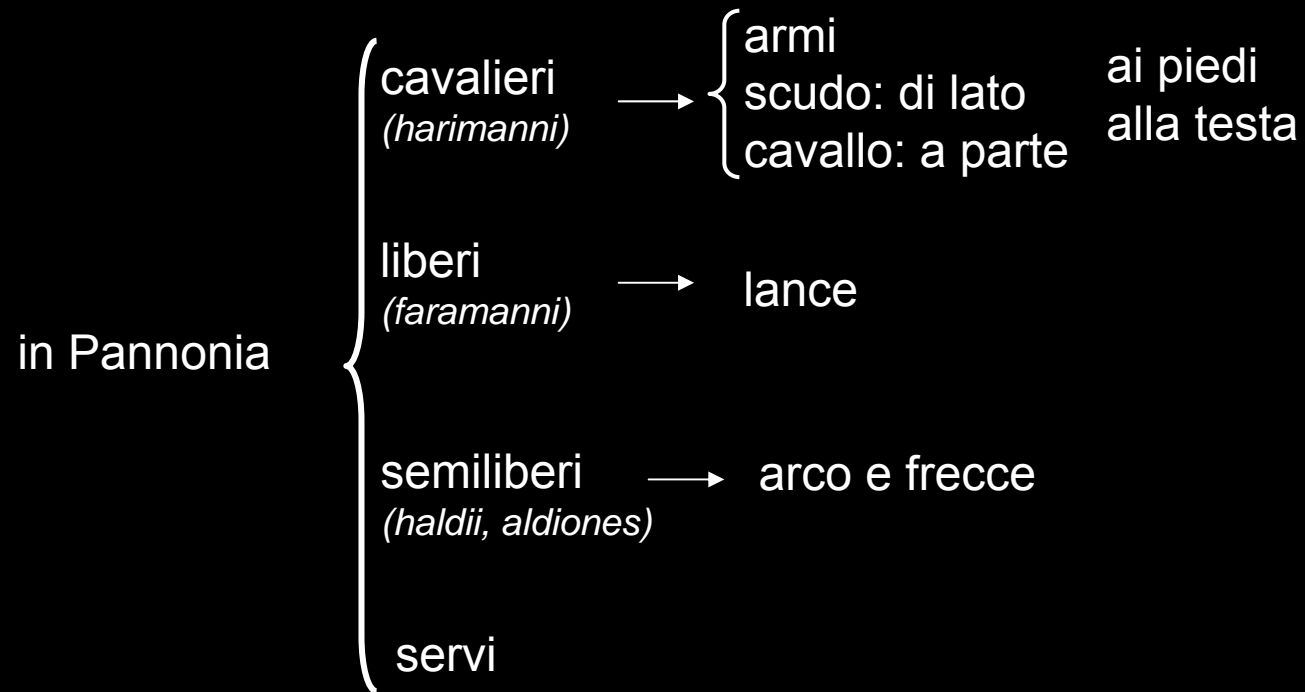 in Pannonia
cavalieri
(harimanni)
armi
scudo: di lato
cavallo: a parte
ai piedi
alla testa
liberi
(faramanni)
lance
semiliberi
(haldii, aldiones)
arco e frecce
servi